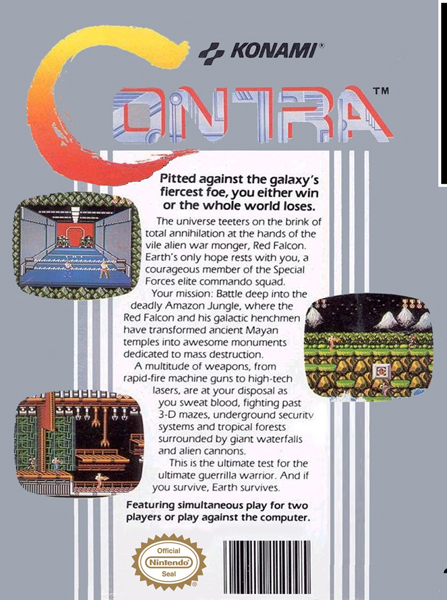 KONAMI®
CONTRA™
Pitted against the galaxy's
fiercest foe, you either win
or the whole world loses.
The universe teeters on the brink of
total annihilation at the hands of the
vile alien war monger, Red Falcon.
Earth's only hope rests with you, a
courageous member of the Special
Forces elite commando squad.
Your mission: Battle deep into the
deadly Amazon Jungle, where the
Red Falcon and his galactic henchmen
have transformed ancient Mayan
temples into awesome monuments
dedicated to mass destruction.
A multitude of weapons, from
rapid-fire machine guns to high-tech
lasers, are at your disposal as
you sweat blood, fighting past
3-D mazes, underground security
systems and tropical forests
surrounded by giant waterfalls
and alien cannons.
This is the ultimate test for the
ultimate guerrilla warrior. And if
you survive, Earth survives.
Featuring simultaneous play for two
players or play against the computer.
Official
Nintendo®
Seal